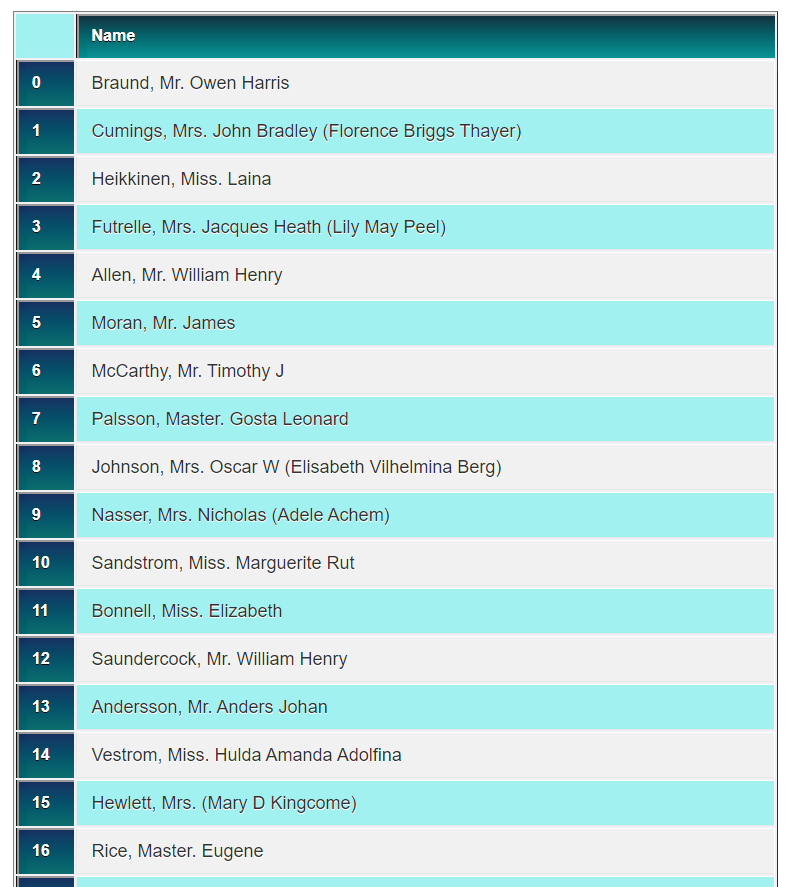 Name
0 Braund, Mr. Owen Harris
1 Cumings, Mrs. John Bradley (Florence Briggs Thayer)
2 Heikkinen, Miss. Laina
3 Futrelle, Mrs. Jacques Heath (Lily May Peel)
4 Allen, Mr. William Henry
5 Moran, Mr. James
6 McCarthy, Mr. Timothy J
7 Palsson, Master. Gosta Leonard
8 Johnson, Mrs. Oscar W (Elisabeth Vilhelmina Berg)
9 Nasser, Mrs. Nicholas (Adele Achem)
10 Sandstrom, Miss. Marguerite Rut
11 Bonnell, Miss. Elizabeth
12 Saundercock, Mr. William Henry
13 Andersson, Mr. Anders Johan
14 Vestrom, Miss. Hulda Amanda Adolfina
15 Hewlett, Mrs. (Mary D Kingcome)
16 Rice, Master. Eugene